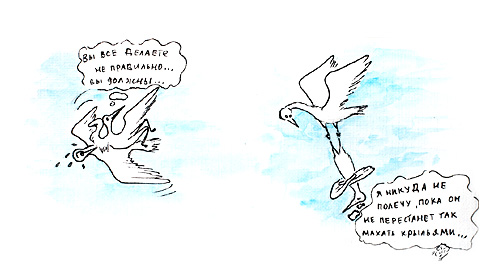 ВЫ ВСЕ ДЕЛАЕТЕ
НЕ ПРАВИЛЬНО...
ВЫ ДОЛЖНЫ...
Я НИКУДА НЕ
ПОЛЕЧУ, ПОКА ОН
НЕ ПЕРЕСТАНЕТ ТАК
МАХАТЬ КРЫЛЬЯМИ...